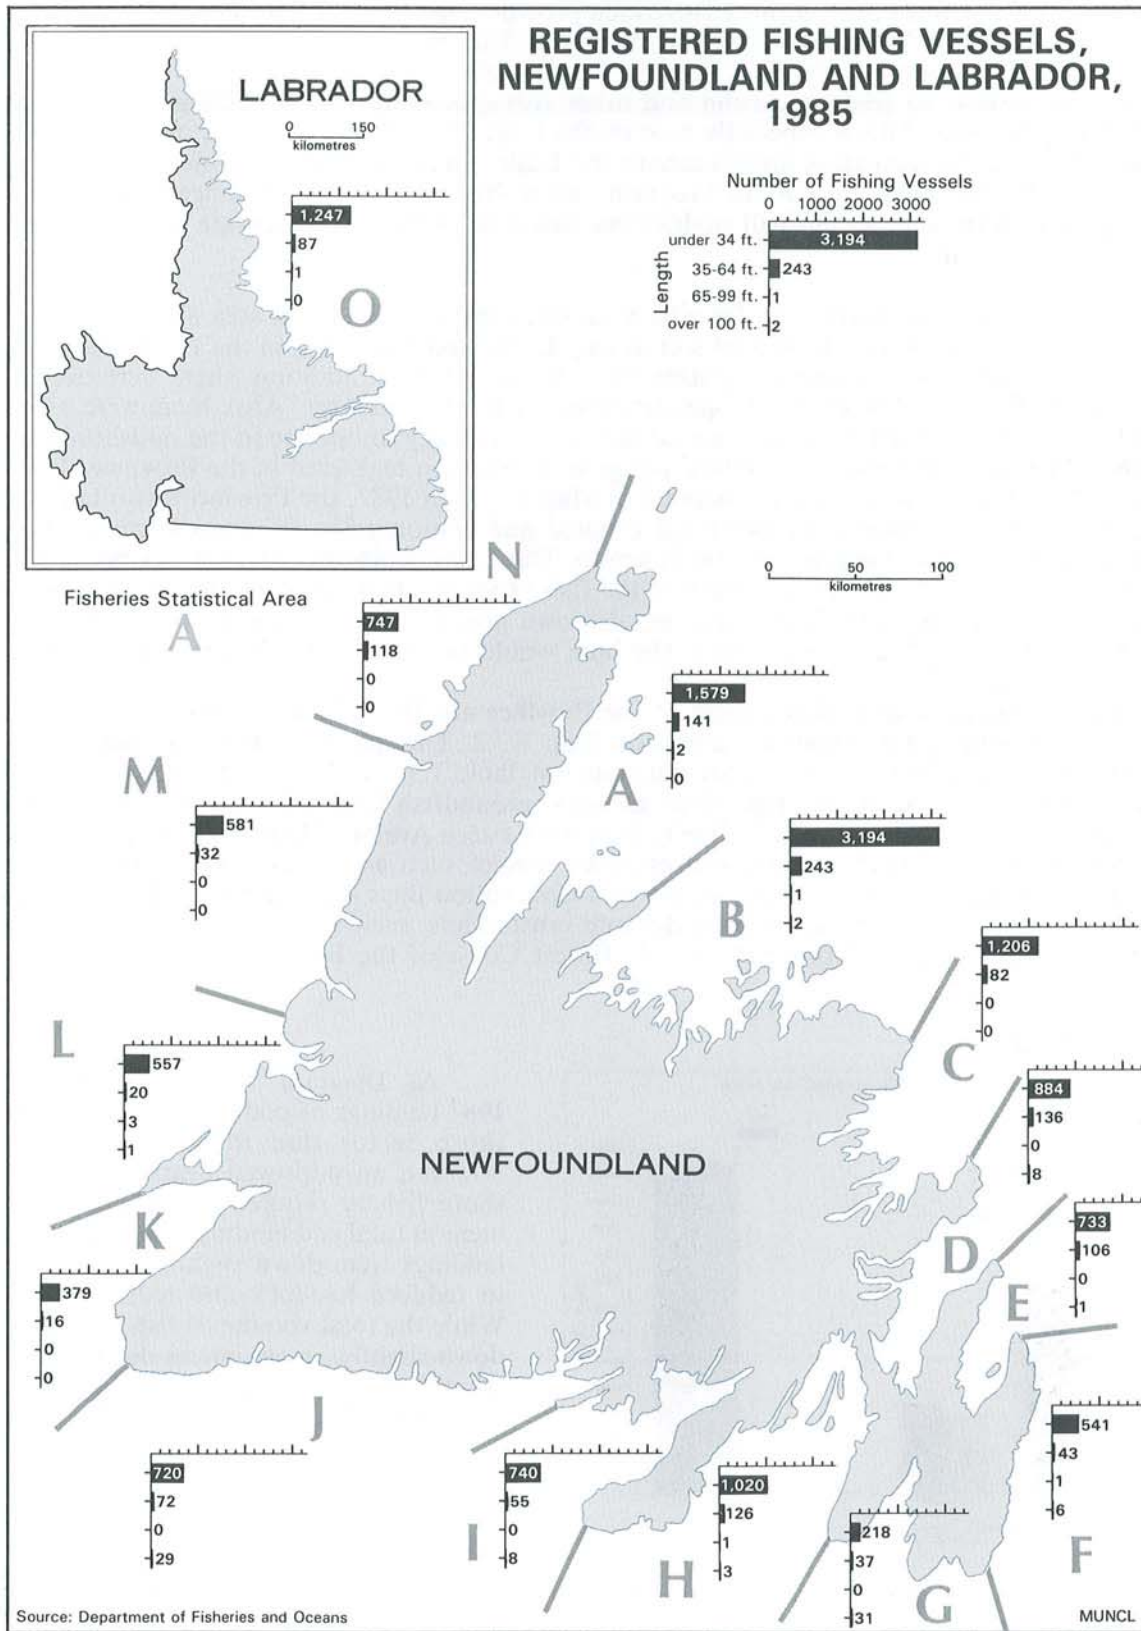 REGISTERED FISHING VESSELS,
NEWFOUNDLAND AND LABRADOR,
1985
LABRADOR
0 150
kilometres
1,247
87
1
0
O
Number of Fishing Vessels
0 1000 2000 3000
Length
under 34 ft. 3,194
35-64 ft. 243
65-99 ft. 1
over 100 ft. 2
0 50 100
kilometres
Fisheries Statistical Area
A
N
747
118
0
0
1,579
141
2
0
A
M
581
32
0
0
3,194
243
1
2
B
1,206
82
0
0
C
L
557
20
3
1
884
136
0
8
NEWFOUNDLAND
D
733
106
0
1
E
K
379
16
0
0
J
720
72
0
29
541
43
1
6
F
740
55
0
8
I
1,020
126
1
3
H
218
37
0
31
G
Source: Department of Fisheries and Oceans
MUNCL